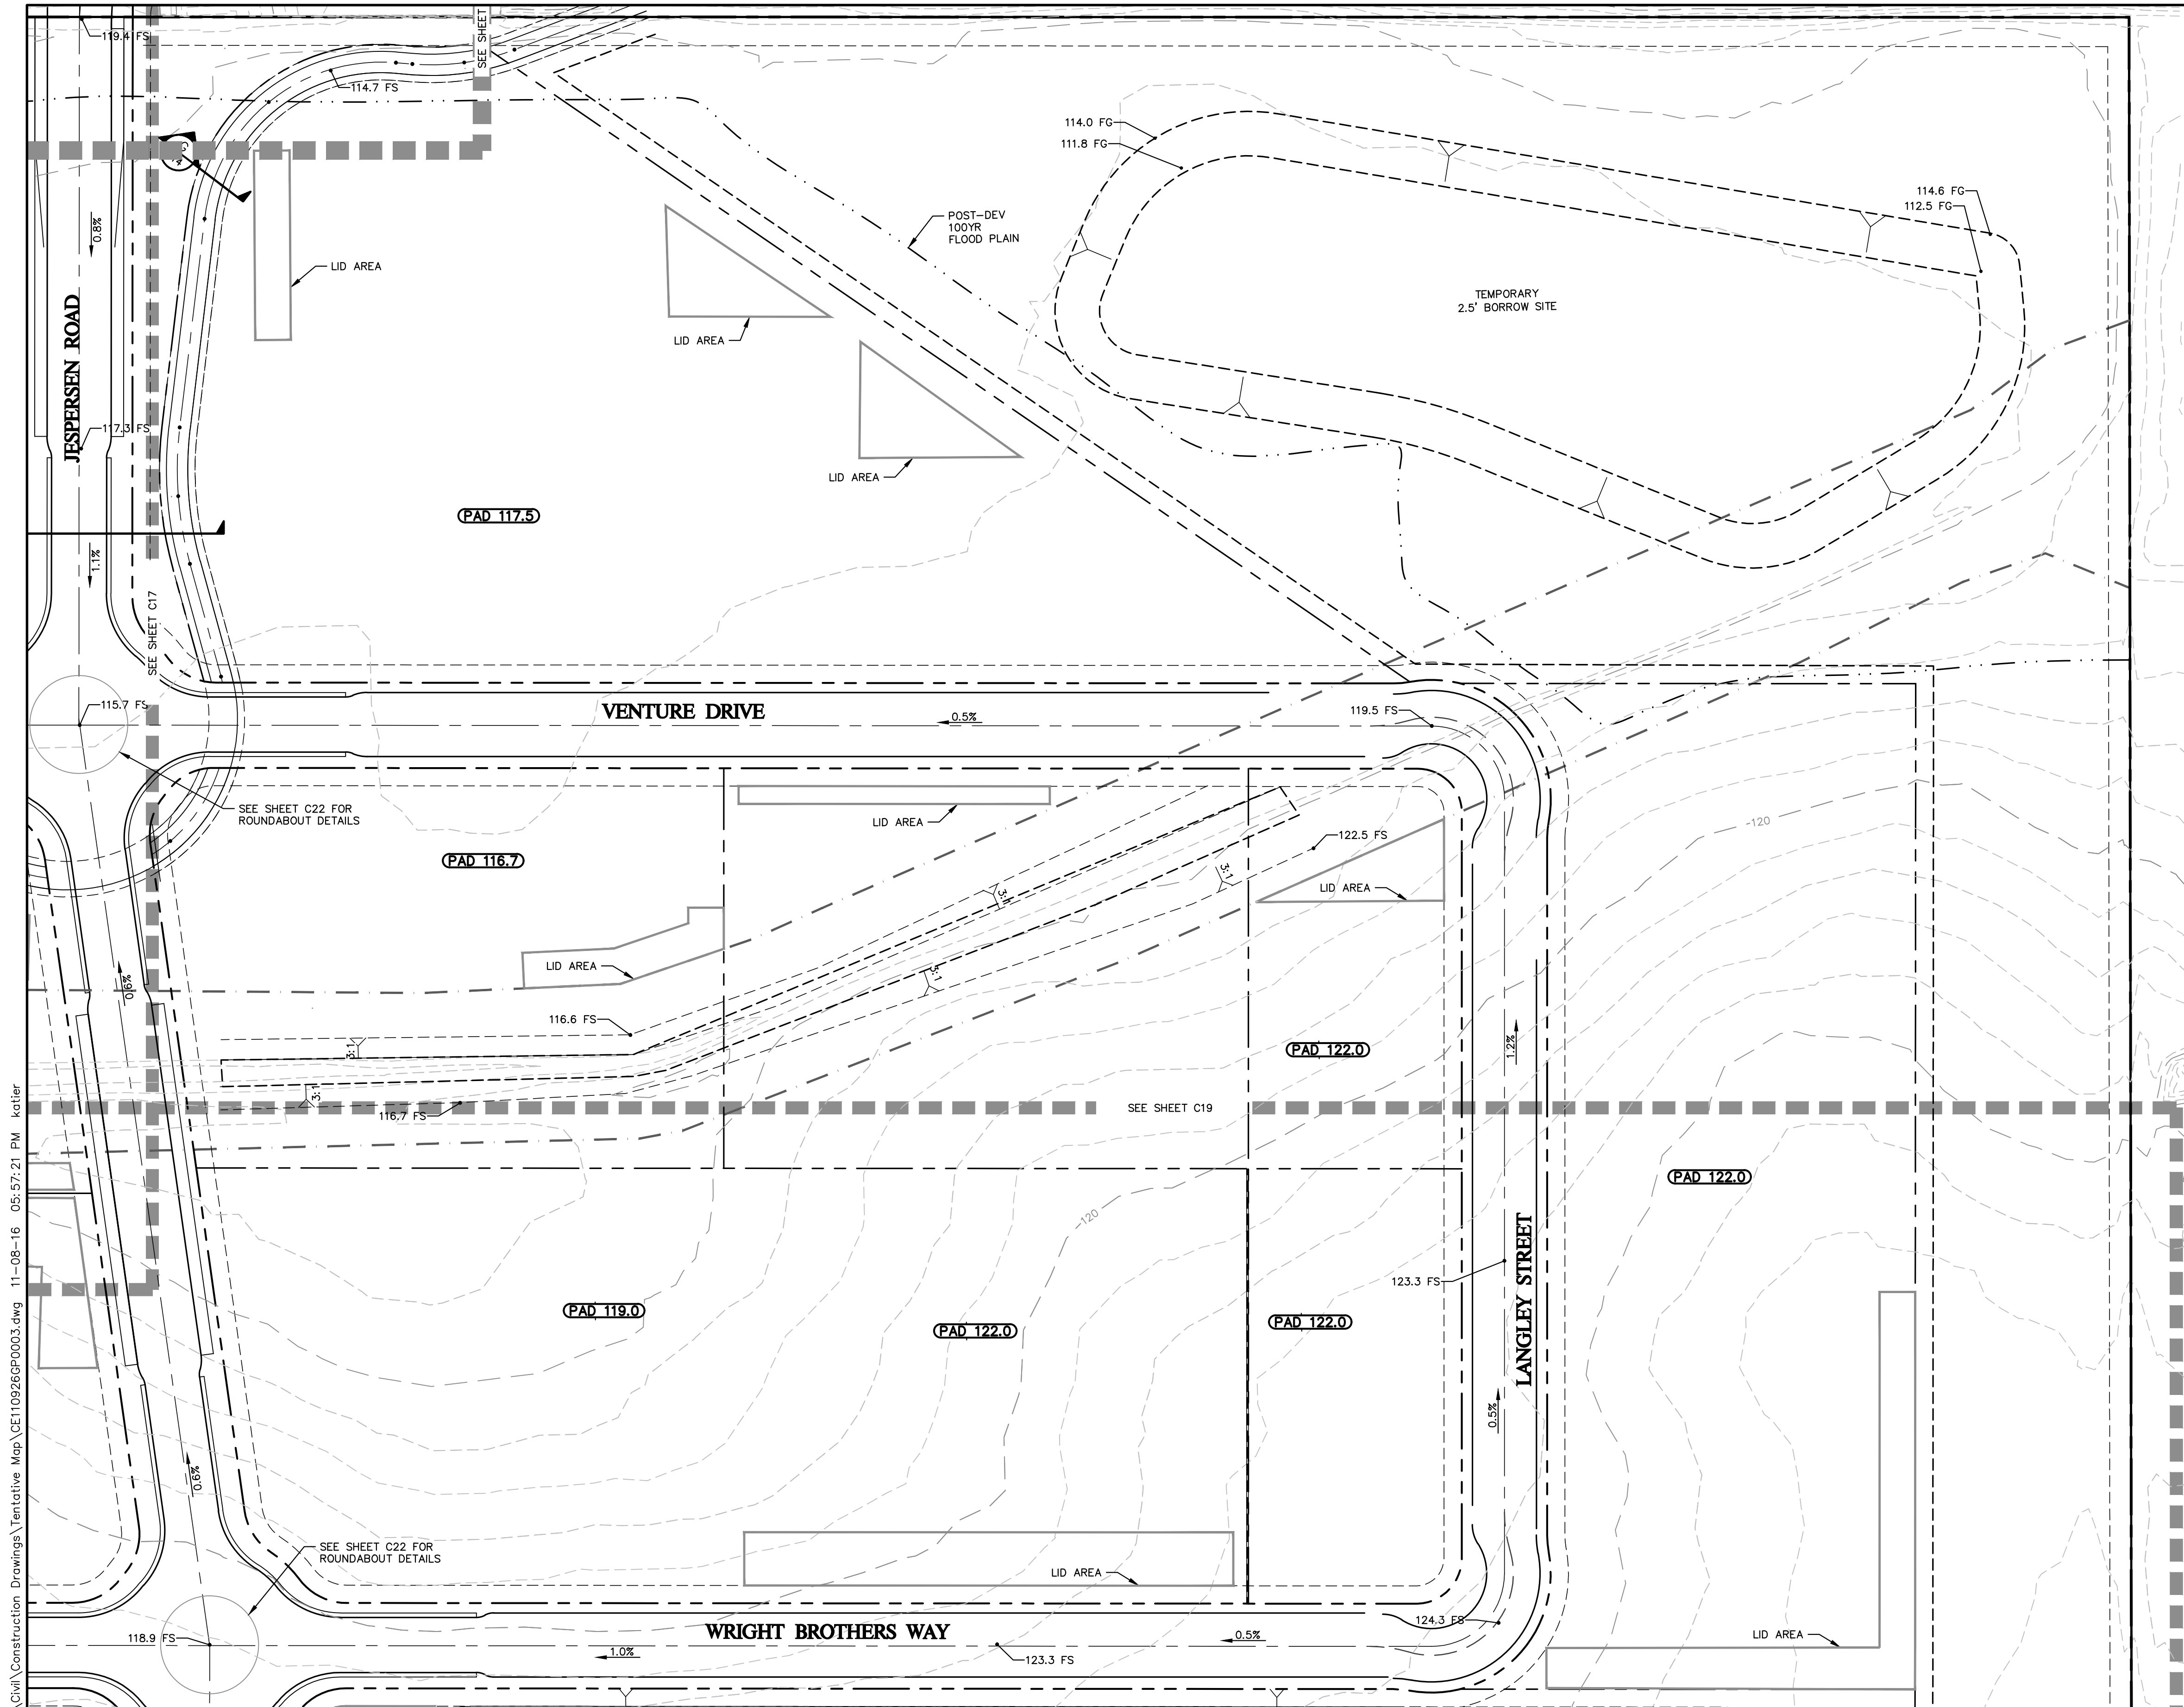 119.4 FS
SEE SHEET
114.7 FS
114.0 FG
111.8 FG
114.6 FG
112.5 FG
0.8%
POST-DEV
100YR
FLOOD PLAIN
LID AREA
TEMPORARY
2.5' BORROW SITE
JESPERSEN ROAD
LID AREA
117.3 FS
LID AREA
PAD 117.5
1.1%
SEE SHEET C17
115.7 FS
VENTURE DRIVE
0.5%
119.5 FS
SEE SHEET C22 FOR
ROUNDABOUT DETAILS
LID AREA
-120
122.5 FS
PAD 116.7
3:1
3:1
LID AREA
LID AREA
3:1
0.6%
116.6 FS
3:1
1.2%
PAD 122.0
3:1
116.7 FS
SEE SHEET C19
PAD 122.0
-120
LANGLEY STREET
123.3 FS
PAD 119.0
PAD 122.0
PAD 122.0
0.5%
0.6%
SEE SHEET C22 FOR
ROUNDABOUT DETAILS
LID AREA
124.3 FS
WRIGHT BROTHERS WAY
118.9 FS
0.5%
LID AREA
1.0%
123.3 FS
\Civil\Construction Drawings\Tentative Map\CE110926GP0003.dwg 11-08-16 05:57:21 PM katier